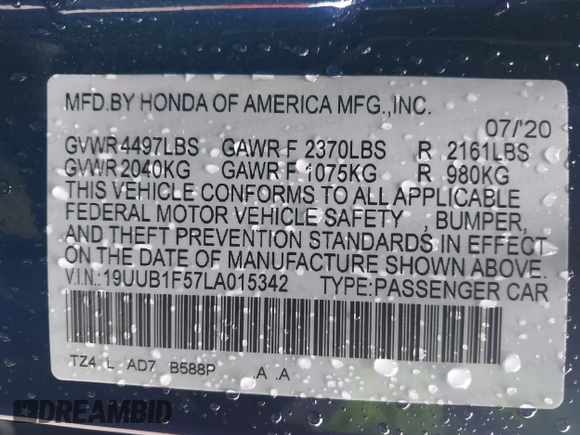 MFD.BY HONDA OF AMERICA MFG.,INC.
07/'20
GVWR 4497LBS GAWR F 2370LBS R 2161LBS
GVWR 2040KG GAWR F 1075KG R 980KG
THIS VEHICLE CONFORMS TO ALL APPLICABLE
FEDERAL MOTOR VEHICLE SAFETY , BUMPER,
AND THEFT PREVENTION STANDARDS IN EFFECT
ON THE DATE OF MANUFACTURE SHOWN ABOVE.
V.I.N.:19UUB1F57LA015342 TYPE:PASSENGER CAR
TZ4 L AD7 B588P A .A
DREAMBID